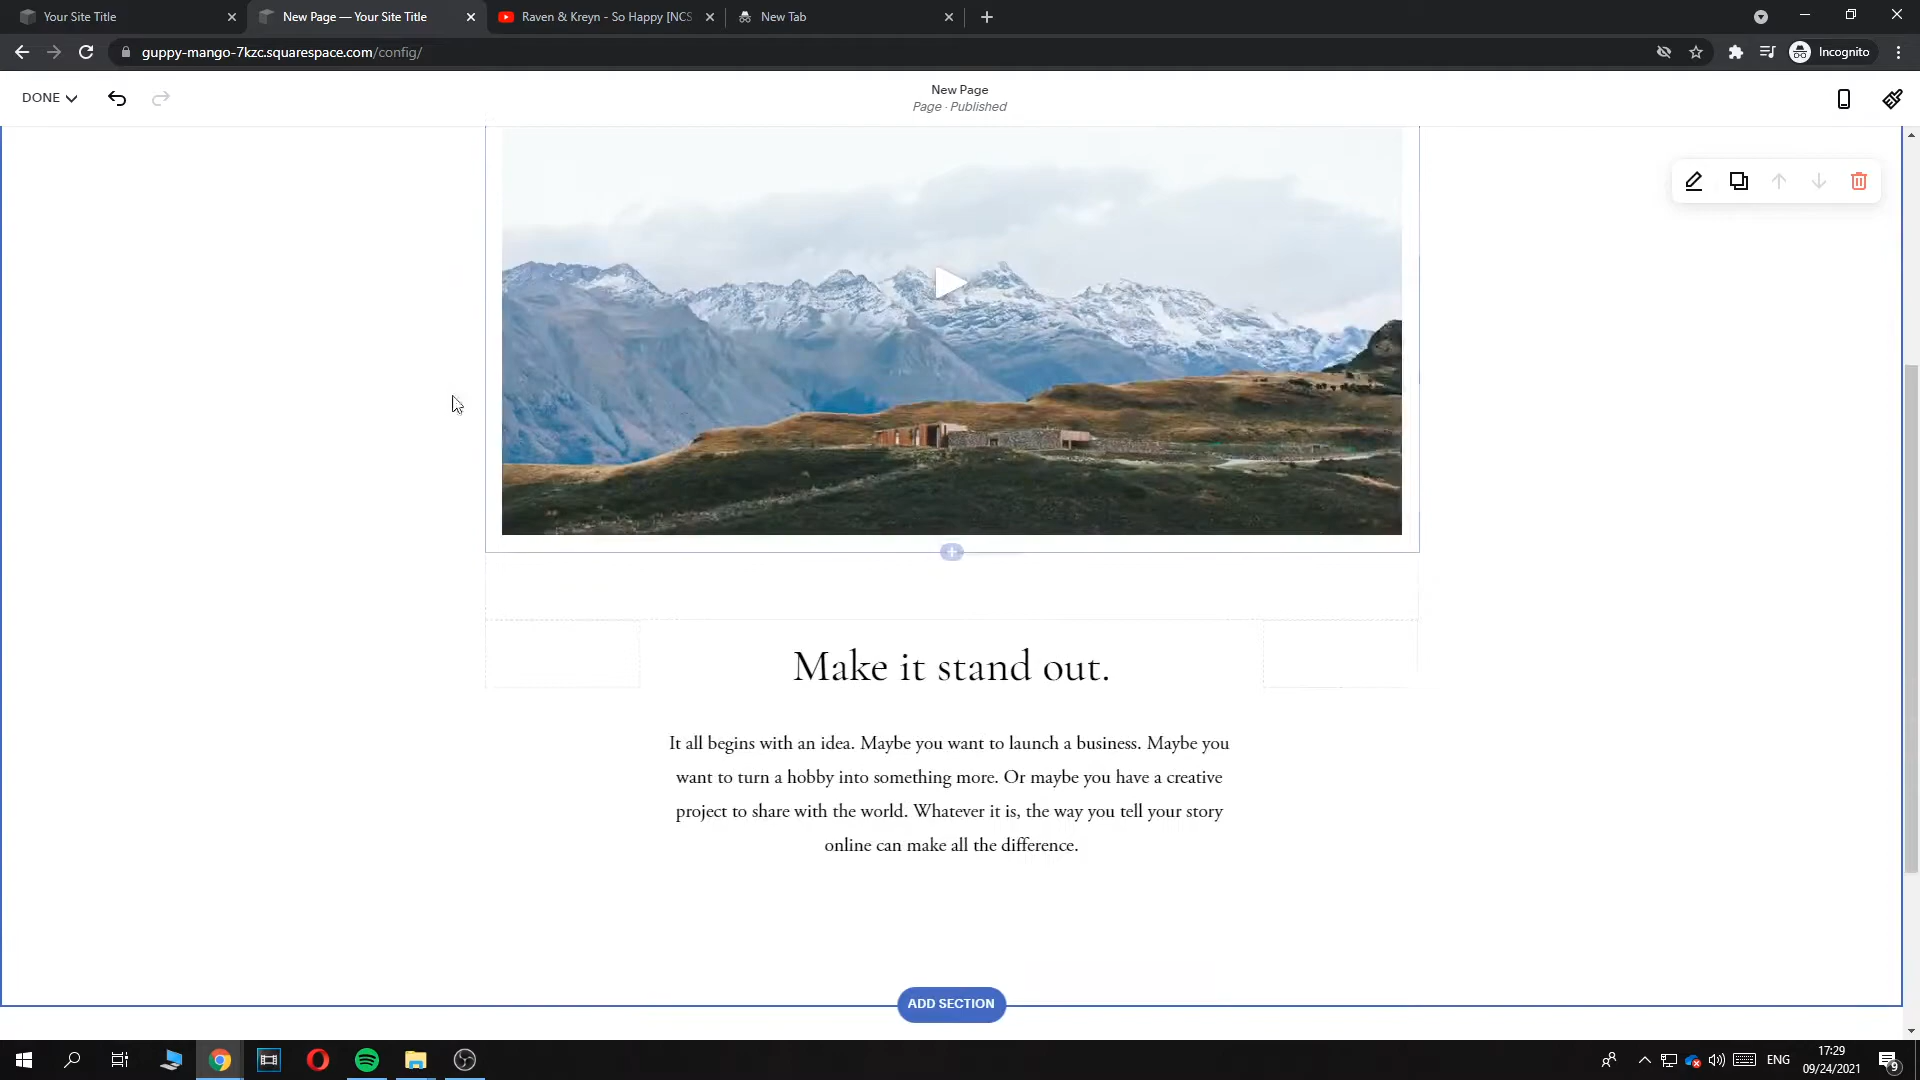 Your Site Title
New Page — Your Site Title
Raven & Kreyn - So Happy [NCS
New Tab
guppy-mango-7kzc.squarespace.com/config/
Incognito
DONE
New Page
Page · Published
Make it stand out.
It all begins with an idea. Maybe you want to launch a business. Maybe you
want to turn a hobby into something more. Or maybe you have a creative
project to share with the world. Whatever it is, the way you tell your story
online can make all the difference.
ADD SECTION
ENG
17:29
09/24/2021
9